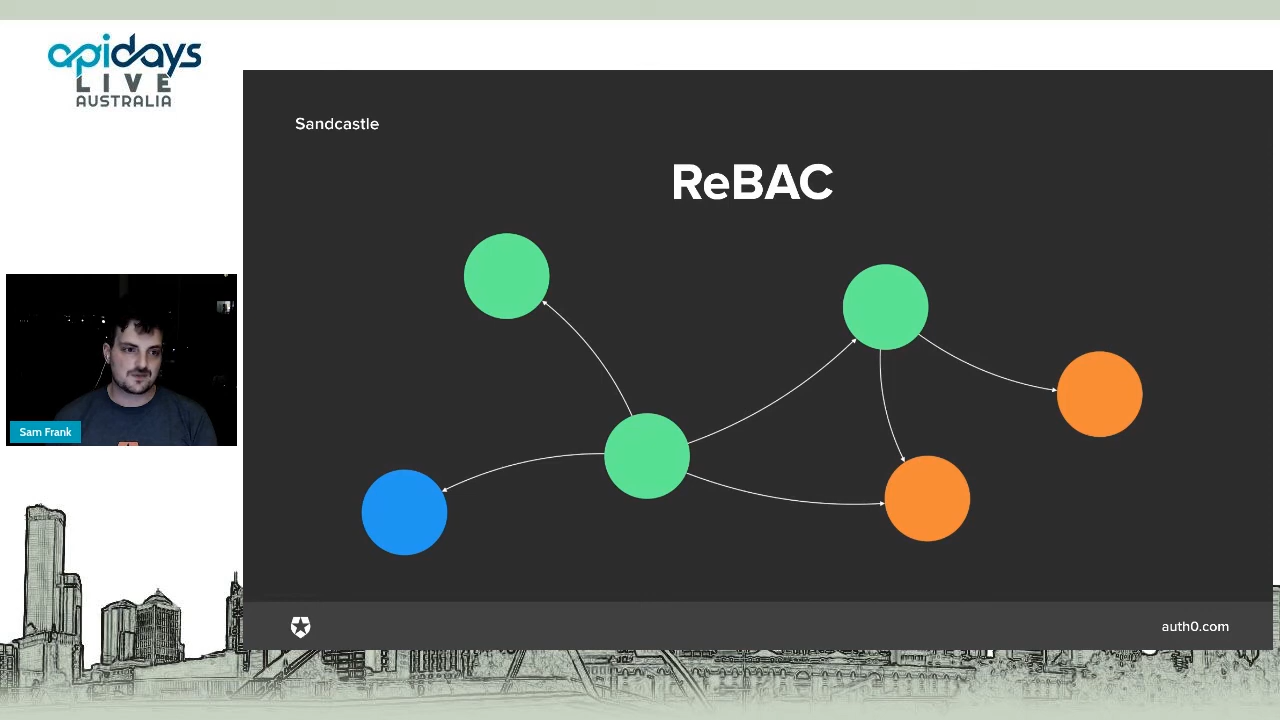 apidays
LIVE
AUSTRALIA
Sandcastle
ReBAC
Sam Frank
auth0.com